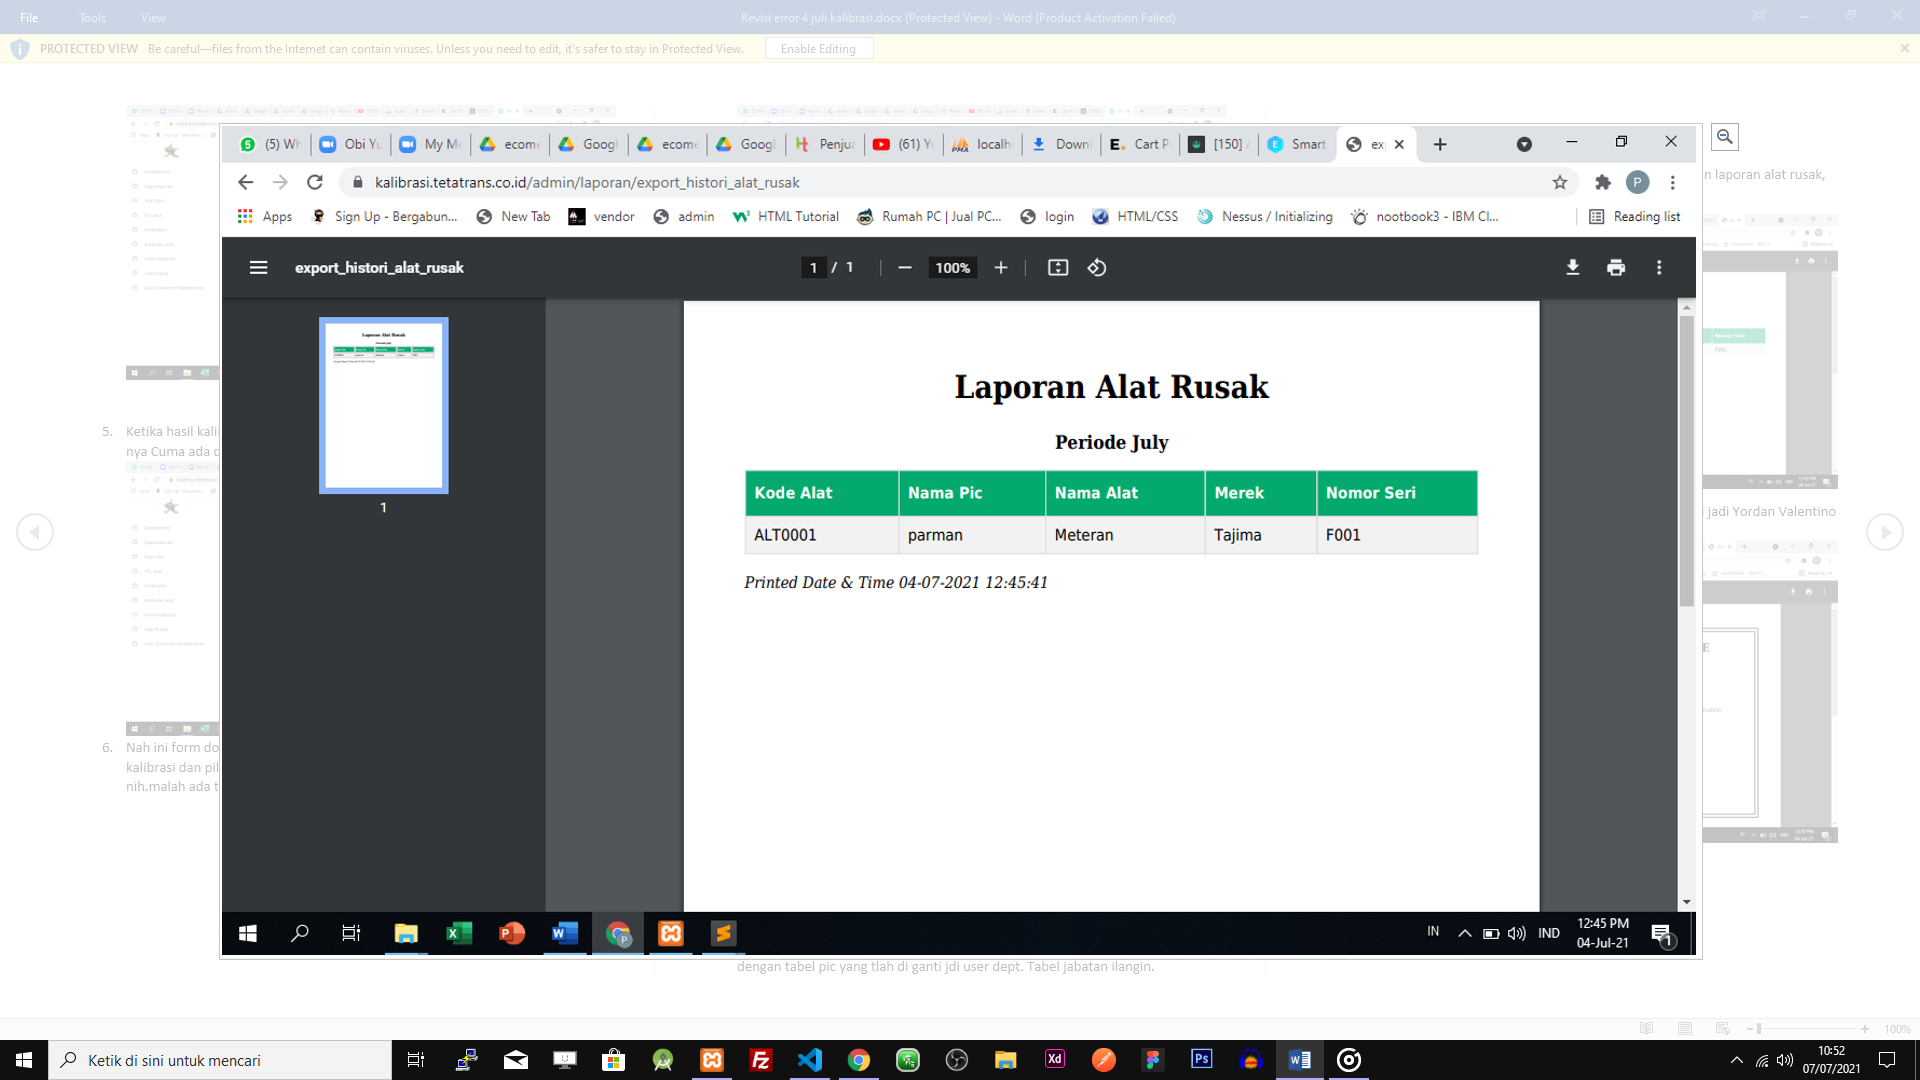 File Tools View Revisi error 4 juli kalibrasi.docx (Protected View) - Word (Product Activation Failed)
PROTECTED VIEW Be careful—files from the Internet can contain viruses. Unless you need to edit, it's safer to stay in Protected View. Enable Editing
(5) Wh Obi Yu My Me ecome Googl ecome Googl Penjua (61) Yu localh Downl Cart P [150] Smart ex
kalibrasi.tetatrans.co.id/admin/laporan/export_histori_alat_rusak P
n laporan alat rusak,
Apps Sign Up - Bergabun... New Tab vendor admin HTML Tutorial Rumah PC | Jual PC... login HTML/CSS Nessus / Initializing nootbook3 - IBM Cl... Reading list
export_histori_alat_rusak 1 / 1 100%
Laporan Alat Rusak
Periode July
Kode Alat Nama Pic Nama Alat Merek Nomor Seri
ALT0001 parman Meteran Tajima F001
Printed Date & Time 04-07-2021 12:45:41
1
5. Ketika hasil kali
nya Cuma ada d
jadi Yordan Valentino
6. Nah ini form do
kalibrasi dan pil
nih.malah ada t
IN IND 12:45 PM
04-Jul-21
1
dengan tabel pic yang tlah di ganti jdi user dept. Tabel jabatan ilangin.
100%
Ketik di sini untuk mencari
10:52
07/07/2021